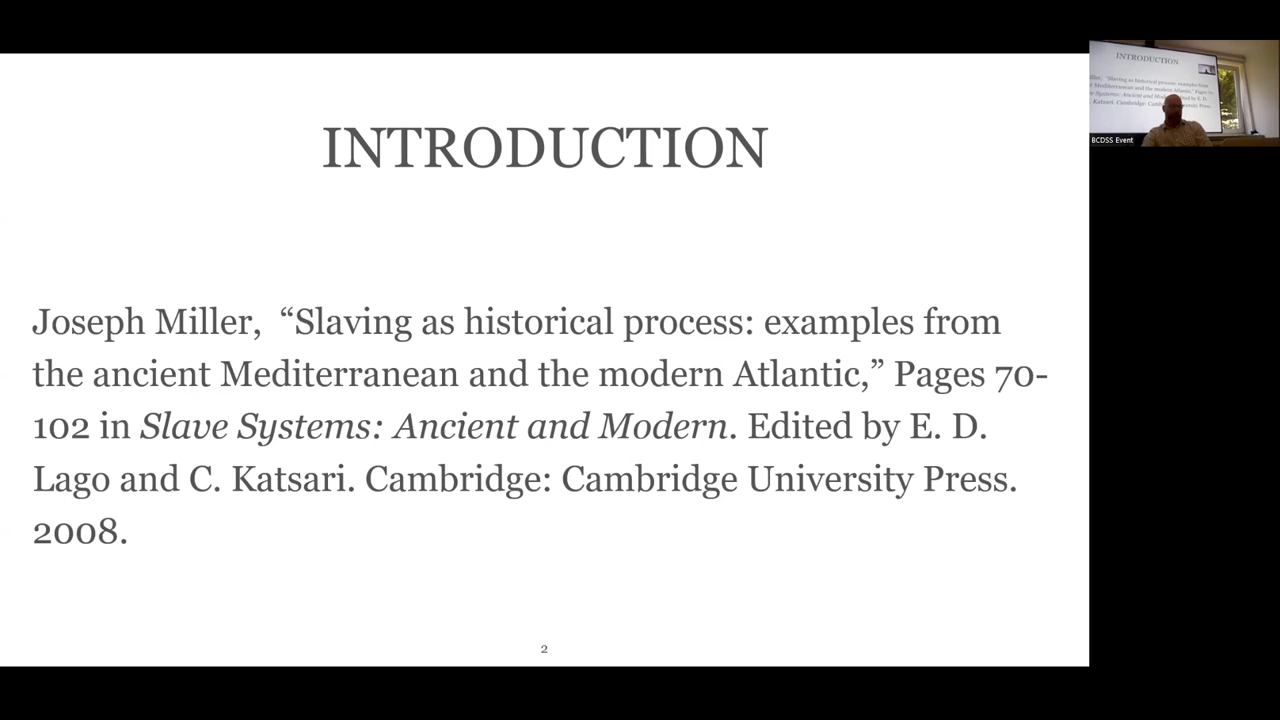 INTRODUCTION
Joseph Miller, “Slaving as historical process: examples from
the ancient Mediterranean and the modern Atlantic,” Pages 70-
102 in Slave Systems: Ancient and Modern. Edited by E. D.
Lago and C. Katsari. Cambridge: Cambridge University Press.
2008.
2
INTRODUCTION
BCDSS Event